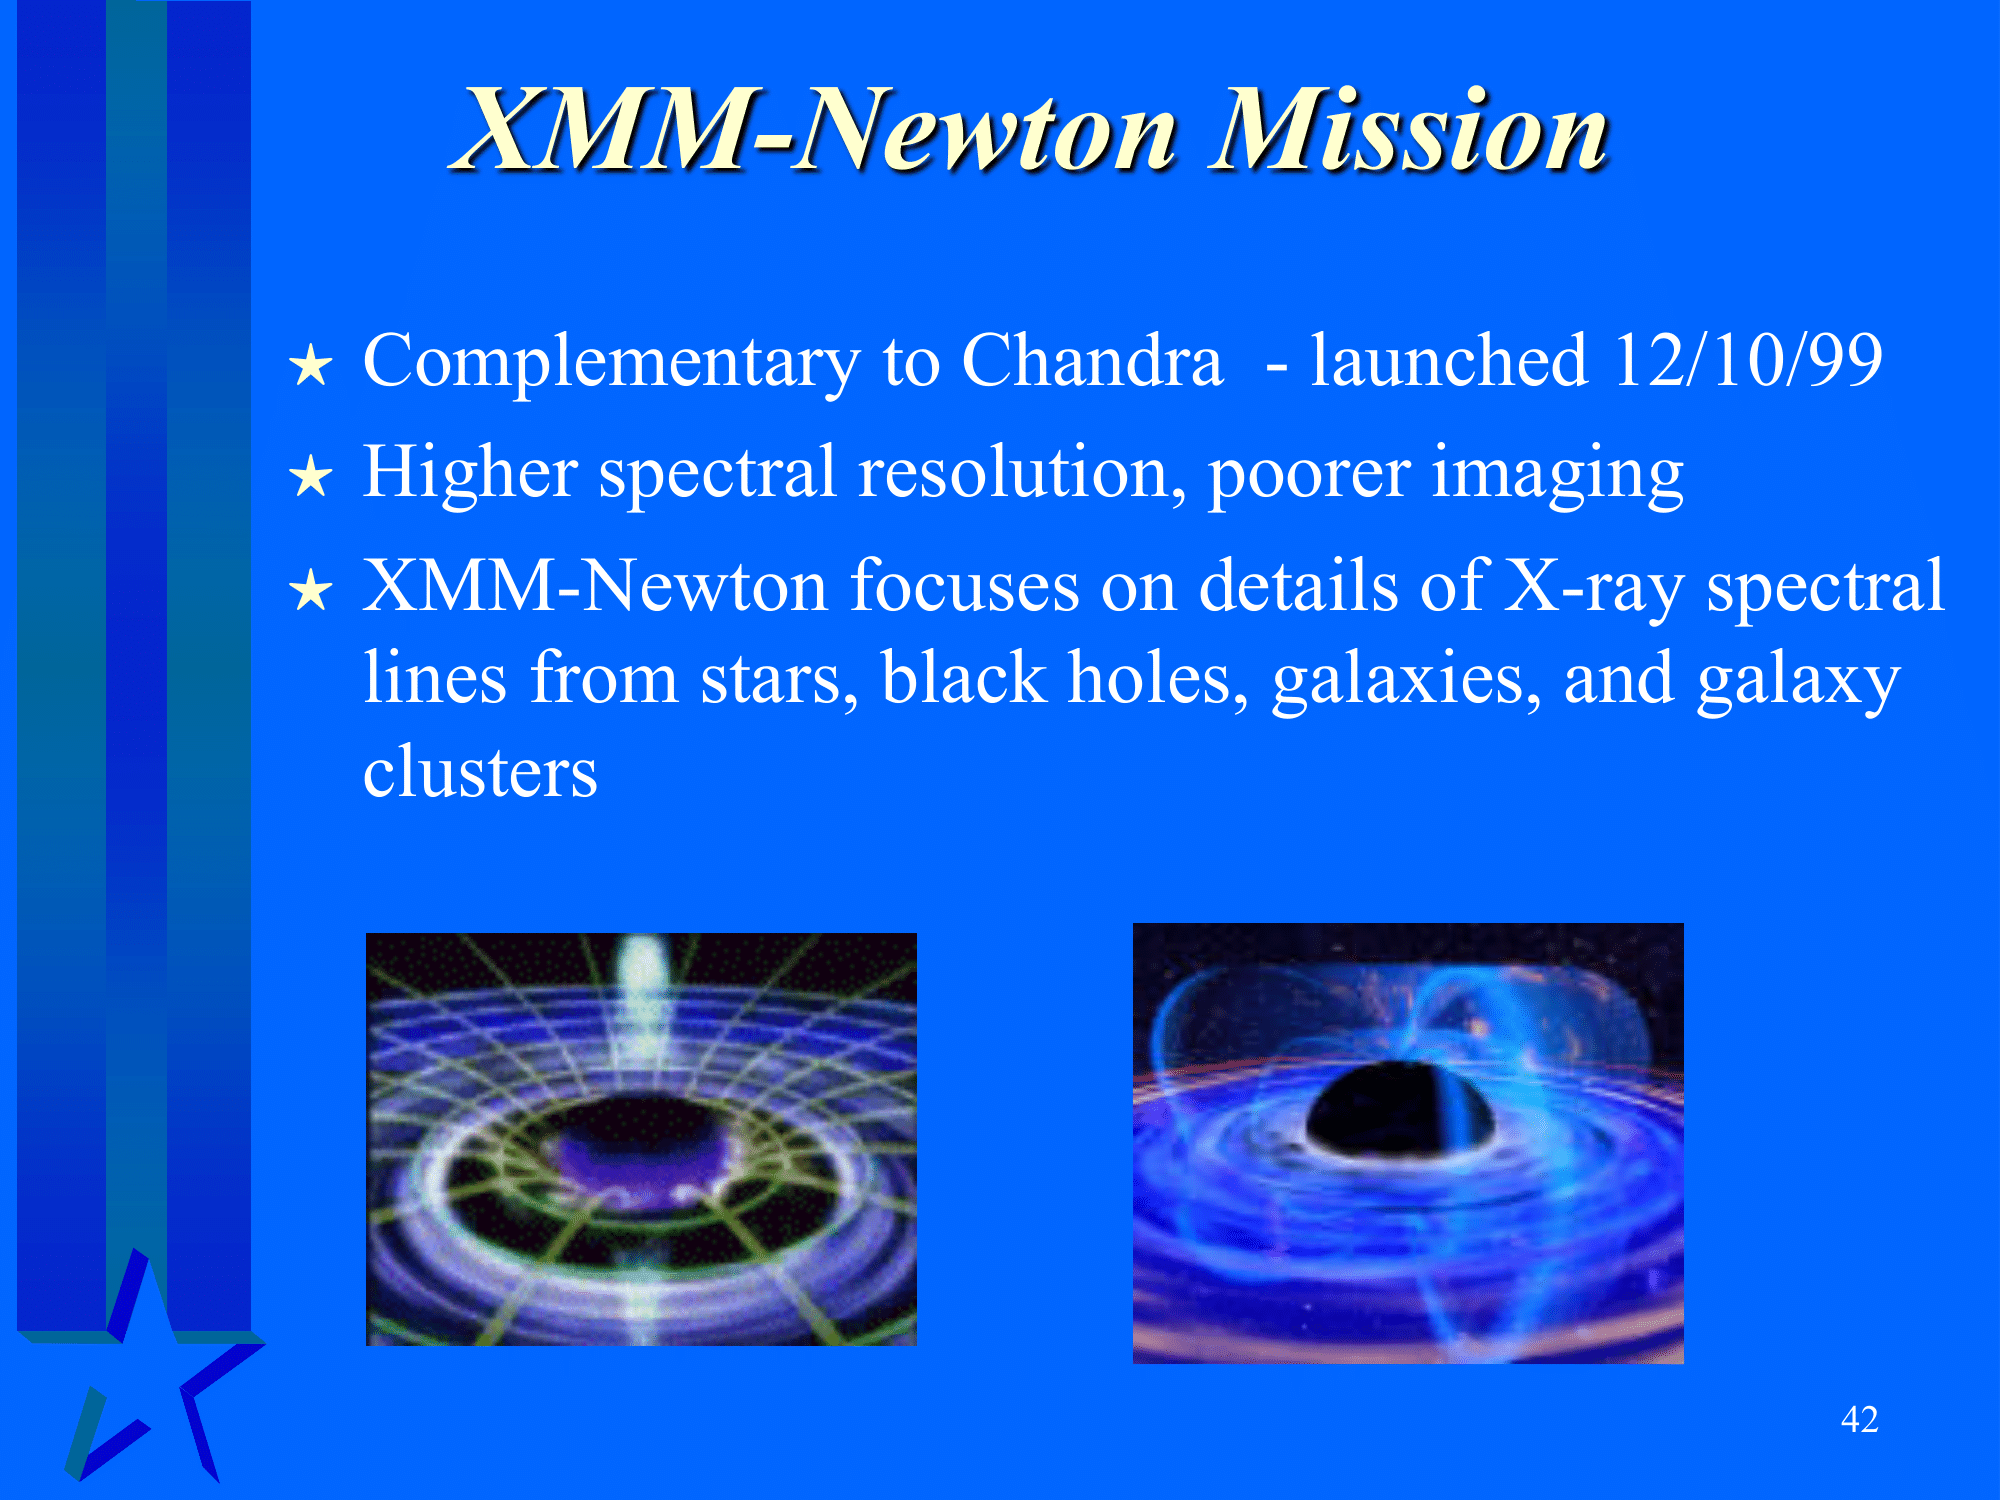 XMM-Newton Mission
★ Complementary to Chandra  - launched 12/10/99
★ Higher spectral resolution, poorer imaging
★ XMM-Newton focuses on details of X-ray spectral
lines from stars, black holes, galaxies, and galaxy
clusters
42